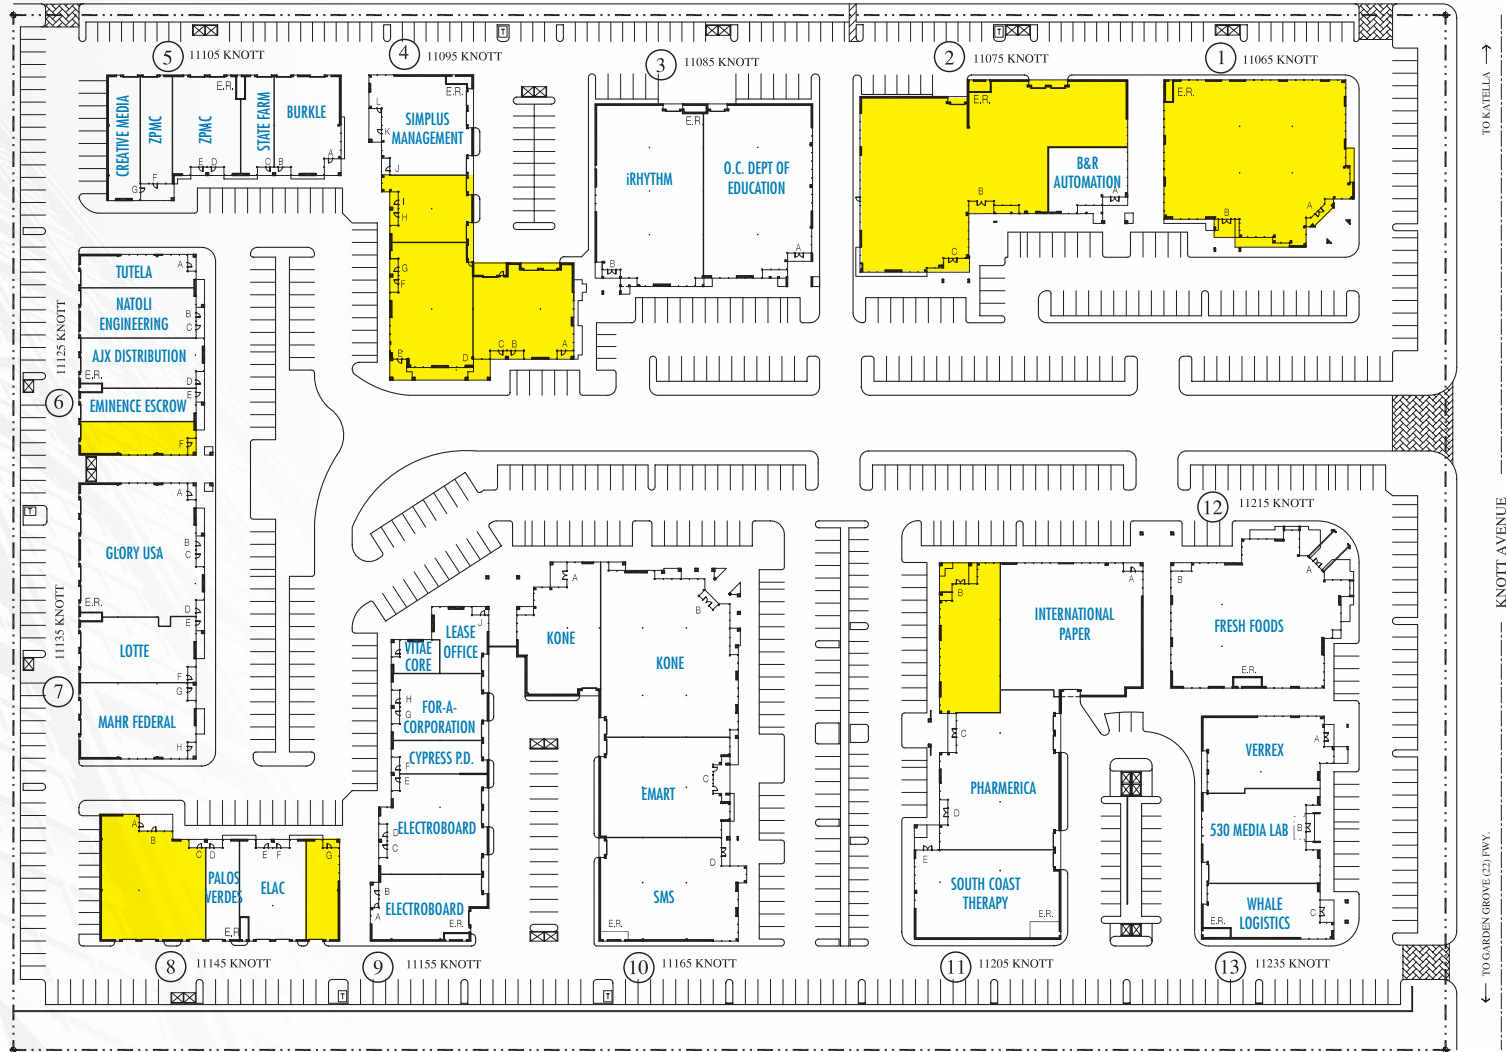 5
11105 KNOTT
4
11095 KNOTT
3
11085 KNOTT
2
11075 KNOTT
1
11065 KNOTT
TO KATELLA
CREATIVE MEDIA
ZPMC
ZPMC
STATE FARM
BURKLE
E.R.
G
F
E
D
C
B
A
SIMPLUS
MANAGEMENT
E.R.
L
K
J
I
H
G
F
E
D
C
B
A
iRHYTHM
O.C. DEPT OF
EDUCATION
E.R.
B
A
B&R
AUTOMATION
E.R.
A
B
C
E.R.
A
B
11125 KNOTT
6
TUTELA
NATOLI
ENGINEERING
AJX DISTRIBUTION
E.R.
EMINENCE ESCROW
A
B
C
D
E
F
T
T
T
11135 KNOTT
7
GLORY USA
E.R.
LOTTE
MAHR FEDERAL
A
B
C
D
E
F
G
H
LEASE
OFFICE
VITAE
CORE
FOR-A-
CORPORATION
CYPRESS P.D.
ELECTROBOARD
ELECTROBOARD
E.R.
J
H
G
F
E
D
C
B
A
KONE
KONE
EMART
SMS
E.R.
A
B
C
D
12
11215 KNOTT
INTERNATIONAL
PAPER
PHARMERICA
SOUTH COAST
THERAPY
E.R.
A
B
C
D
E
FRESH FOODS
E.R.
A
B
VERREX
530 MEDIA LAB
WHALE
LOGISTICS
E.R.
A
B
C
PALOS
VERDES
ELAC
E.R.
A
B
C
D
E
F
G
8
11145 KNOTT
9
11155 KNOTT
10
11165 KNOTT
11
11205 KNOTT
13
11235 KNOTT
T
T
KNOTT AVENUE
TO GARDEN GROVE (22) FWY.